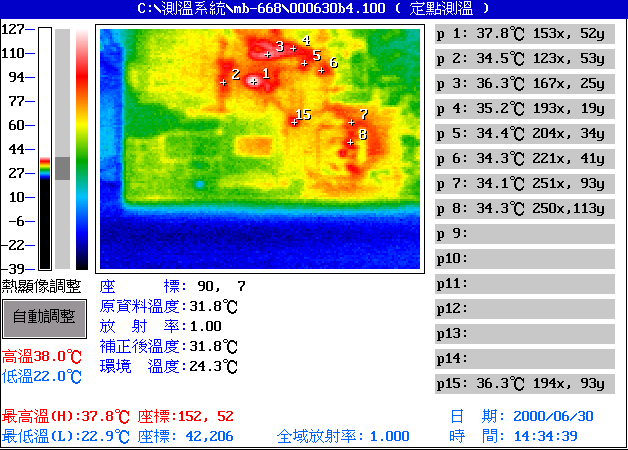 C:\測溫系統\mb-668\000630b4.100 ( 定點測溫 )
127
110
94
77
60
44
27
10
-6
-22
-39
3
4
5
6
2
1
15
7
8
p 1: 37.8℃ 153x, 52y
p 2: 34.5℃ 123x, 53y
p 3: 36.3℃ 167x, 25y
p 4: 35.2℃ 193x, 19y
p 5: 34.4℃ 204x, 34y
p 6: 34.3℃ 221x, 41y
p 7: 34.1℃ 251x, 93y
p 8: 34.3℃ 250x,113y
p 9:
p10:
p11:
p12:
p13:
p14:
p15: 36.3℃ 194x, 93y
熱顯像調整
自動調整
高溫38.0℃
低溫22.0℃
座　　　標: 90, 7
原資料溫度:31.8℃
放　射　率:1.00
補正後溫度:31.8℃
環境　溫度:24.3℃
最高溫(H):37.8℃ 座標:152, 52
最低溫(L):22.9℃ 座標: 42,206
全域放射率: 1.000
日　期: 2000/06/30
時　間: 14:34:39